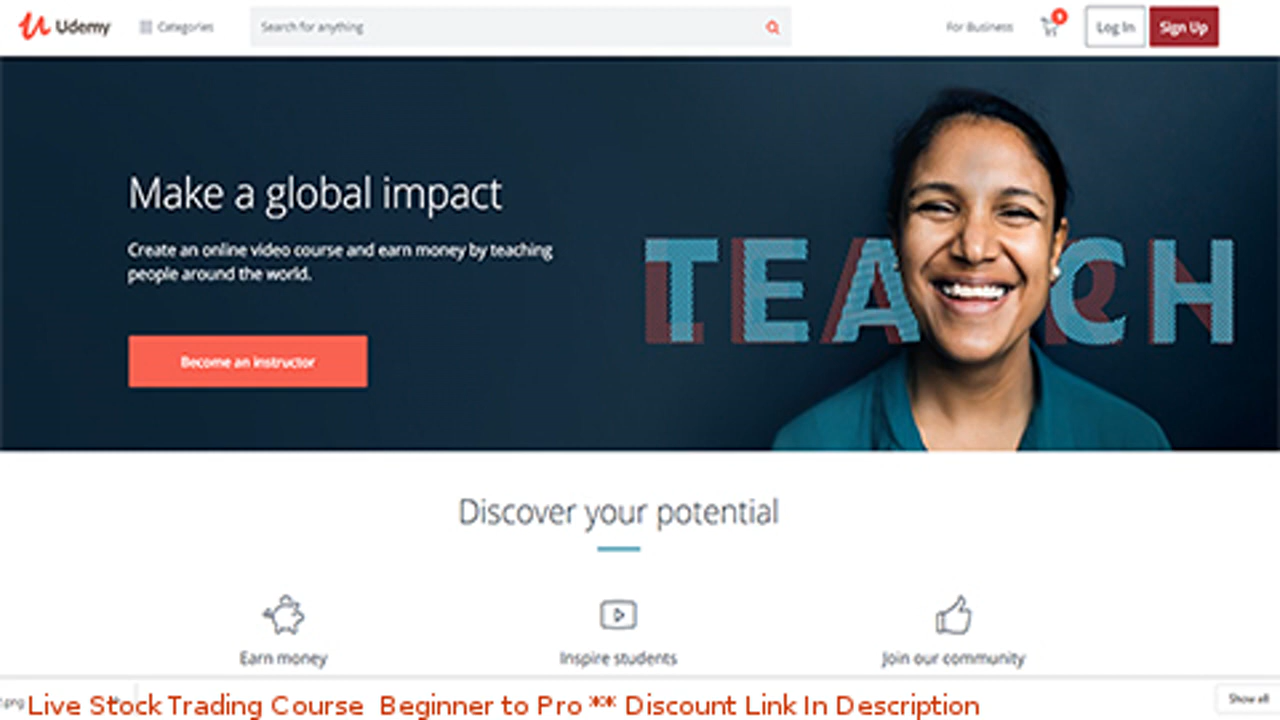 Udemy
Categories
Search for anything
For Business
Log In
Sign Up
Make a global impact
Create an online video course and earn money by teaching
people around the world.
TEACH
Become an instructor
Discover your potential
Earn money
Inspire students
Join our community
.png
Show all
Live Stock Trading Course Beginner to Pro ** Discount Link In Description